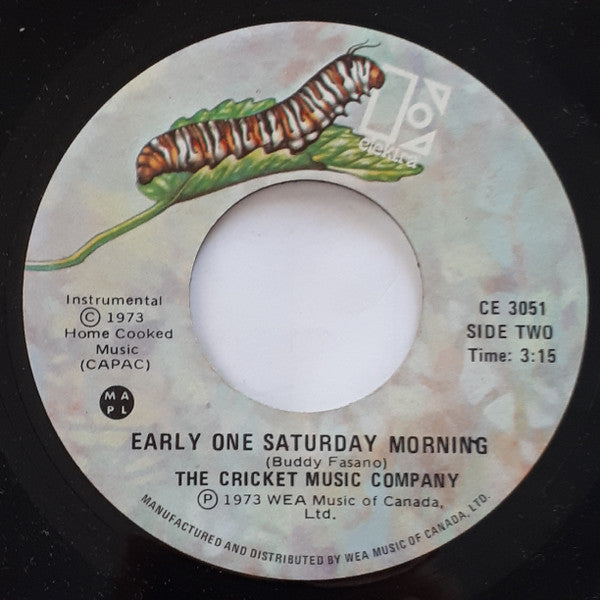 elektra
Instrumental
© 1973
Home Cooked
Music
(CAPAC)
MA
PL
CE 3051
SIDE TWO
Time: 3:15
EARLY ONE SATURDAY MORNING
(Buddy Fasano)
THE CRICKET MUSIC COMPANY
℗ 1973 WEA Music of Canada,
Ltd.
MANUFACTURED AND DISTRIBUTED BY WEA MUSIC OF CANADA, LTD.